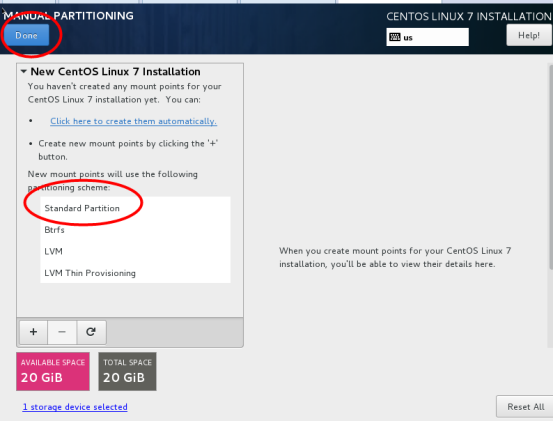 MANUAL PARTITIONING
CENTOS LINUX 7 INSTALLATION
Done
us
Help!
New CentOS Linux 7 Installation
You haven't created any mount points for your
CentOS Linux 7 installation yet.  You can:
• Click here to create them automatically.
• Create new mount points by clicking the '+'
button.
New mount points will use the following
partitioning scheme:
Standard Partition
Btrfs
LVM
LVM Thin Provisioning
When you create mount points for your CentOS Linux 7
installation, you'll be able to view their details here.
+ −
AVAILABLE SPACE
20 GiB
TOTAL SPACE
20 GiB
1 storage device selected
Reset All